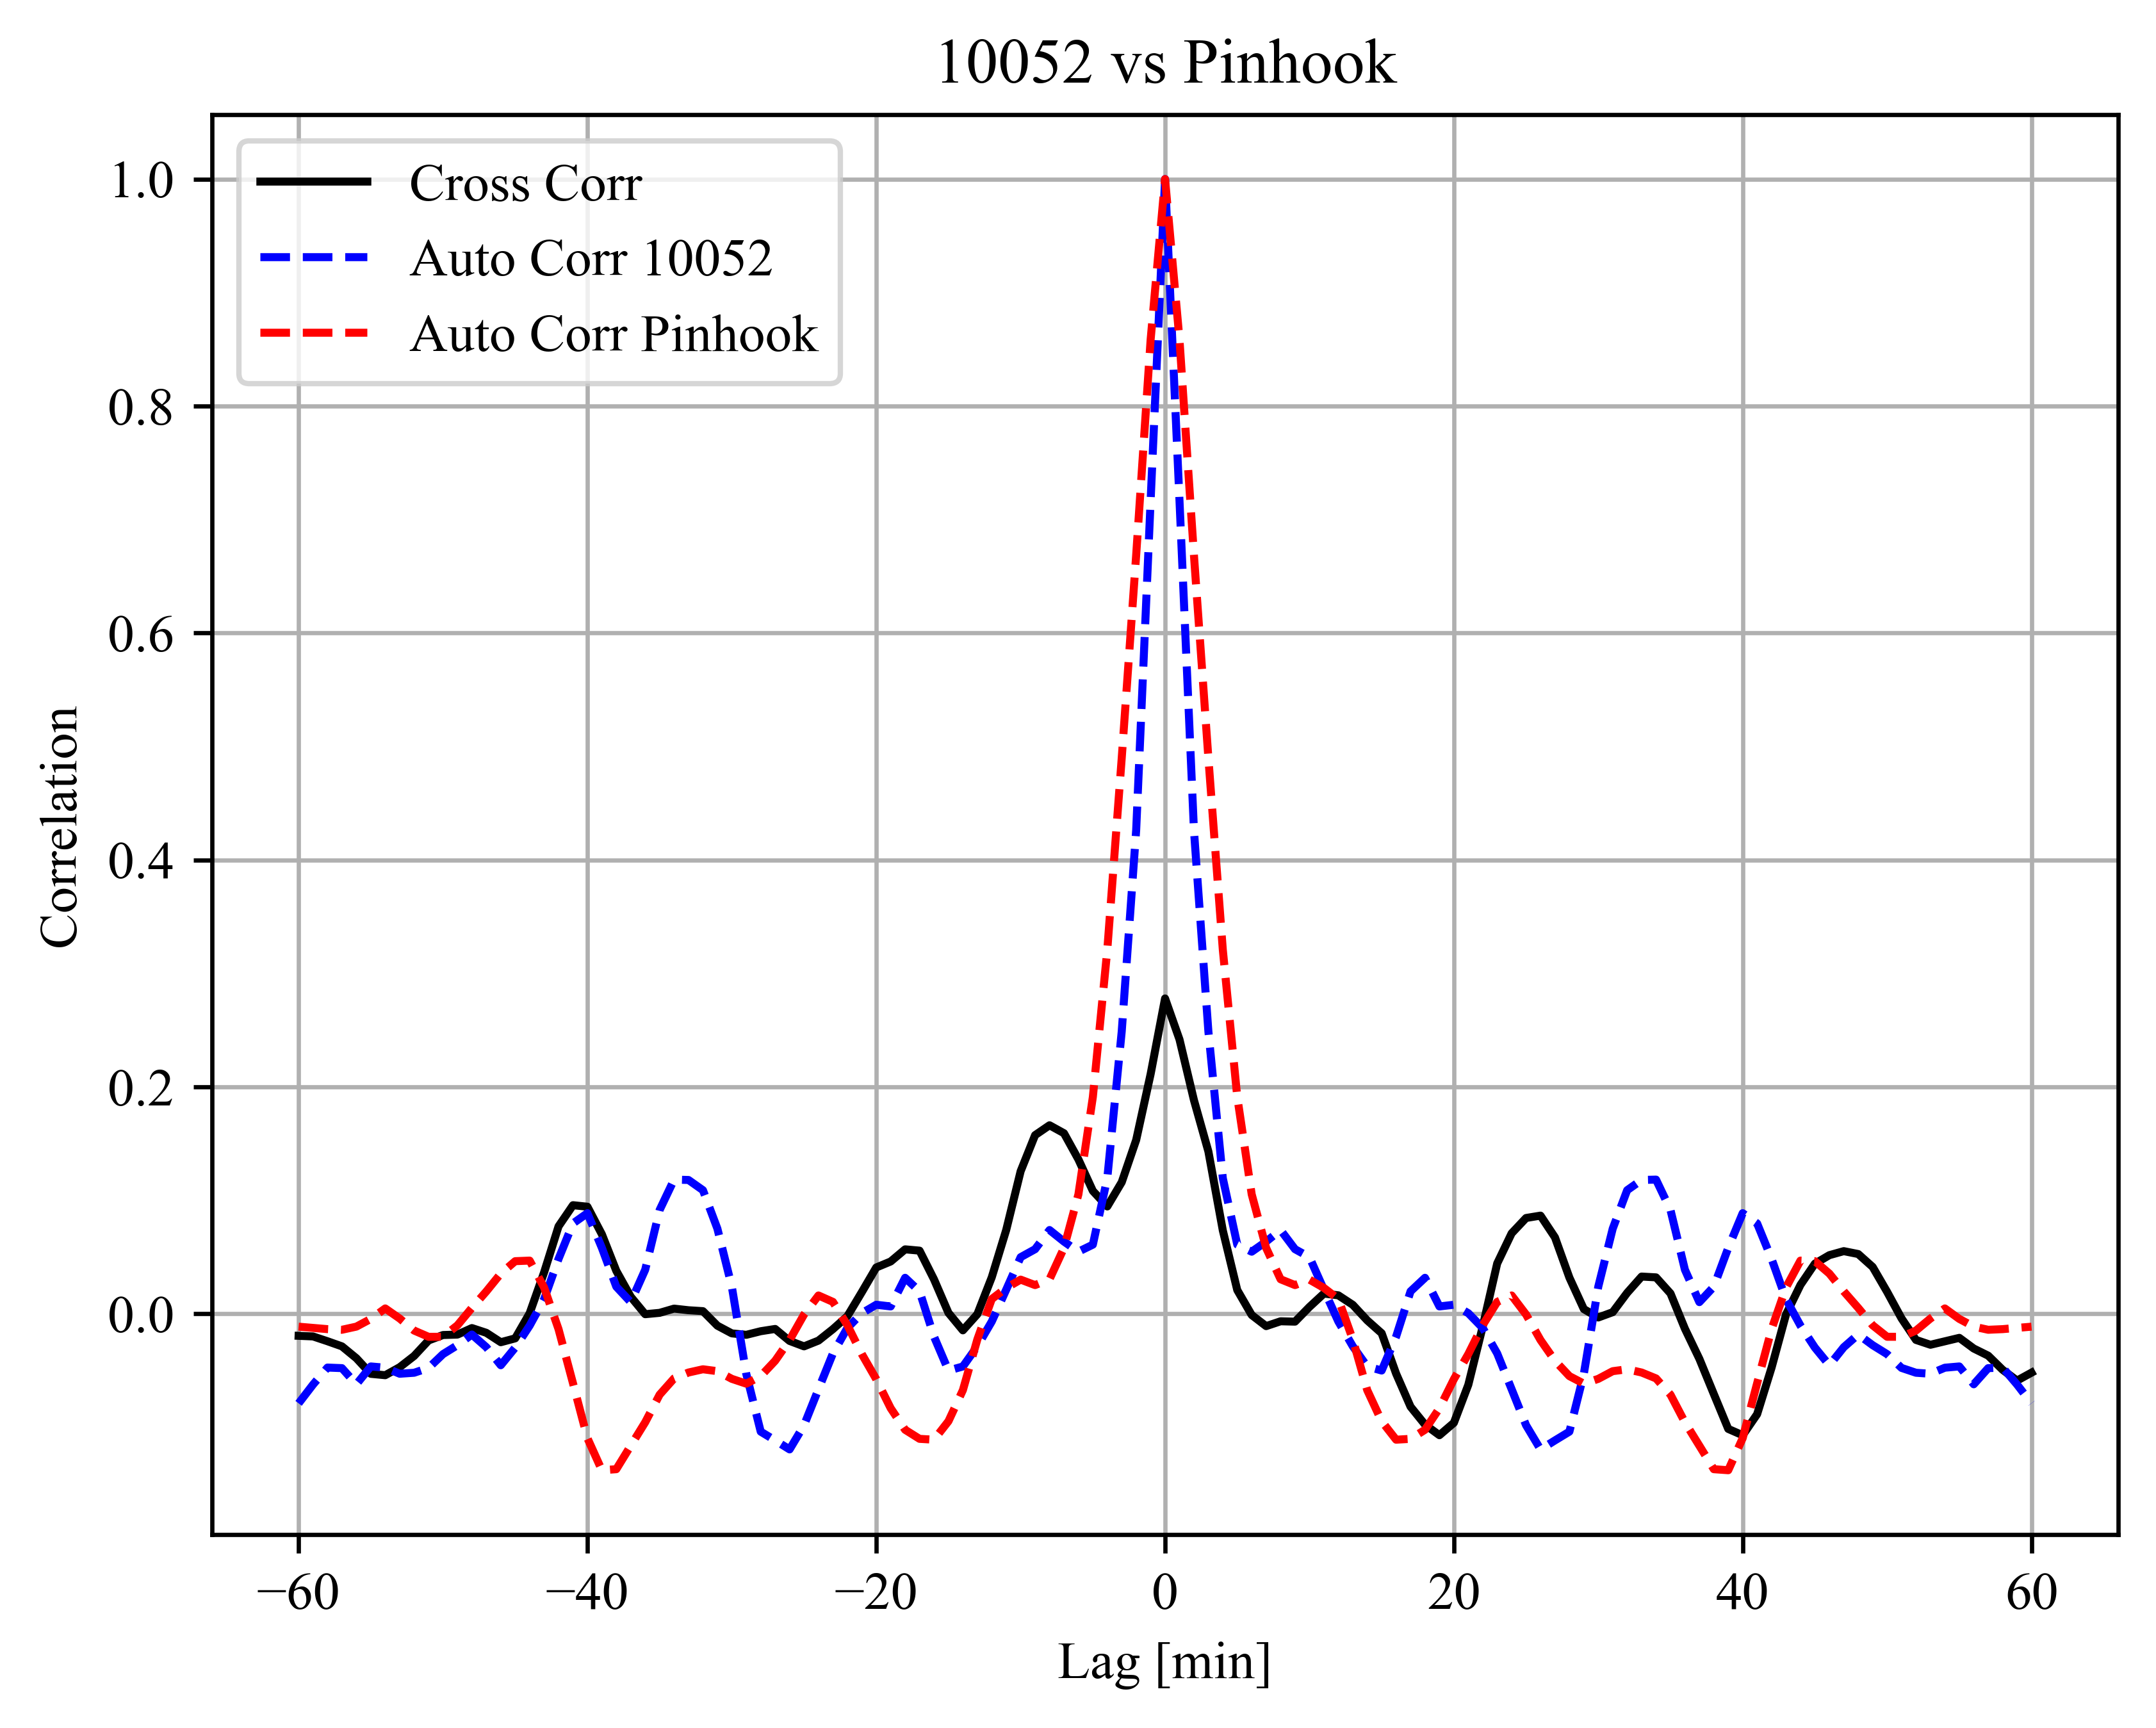 10052 vs Pinhook
Cross Corr
Auto Corr 10052
Auto Corr Pinhook
1.0
0.8
0.6
0.4
0.2
0.0
Correlation
−60 −40 −20 0 20 40 60
Lag [min]